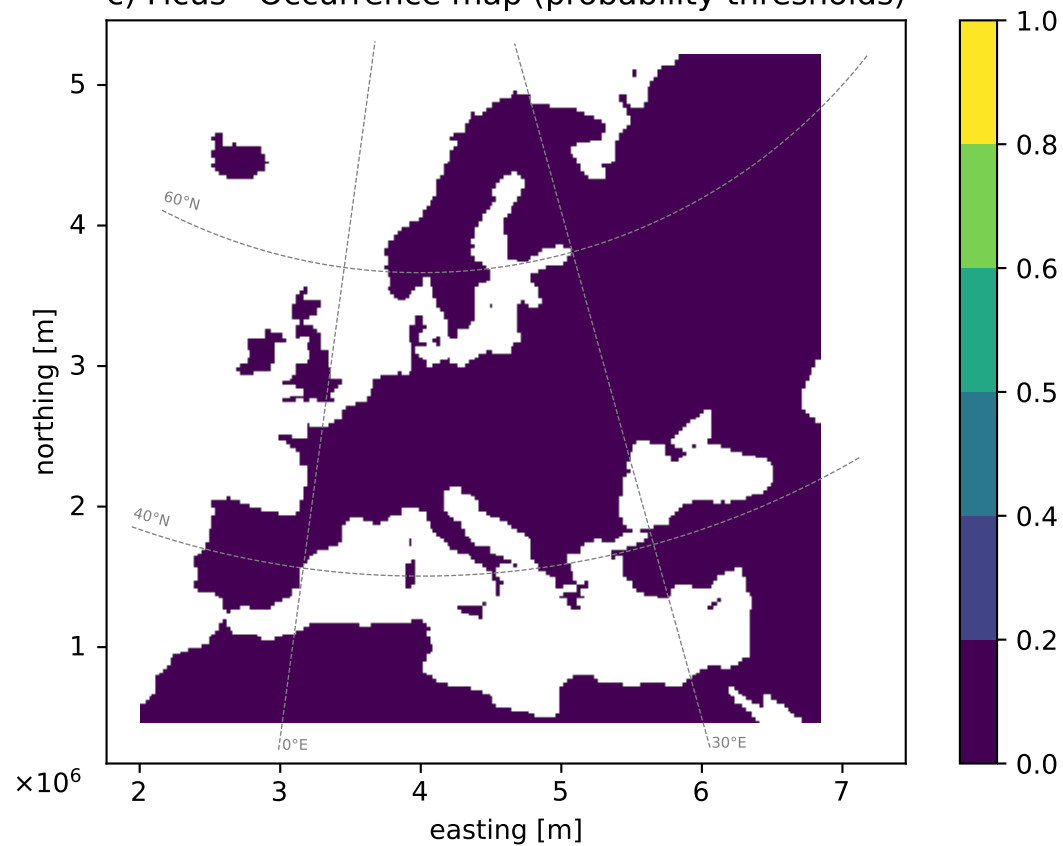 Occurrence map (probability thresholds)
1.0
0.8
0.6
0.5
0.4
0.2
0.0
5
4
3
2
1
northing [m]
60°N
40°N
0°E
30°E
×10⁶
2 3 4 5 6 7
easting [m]